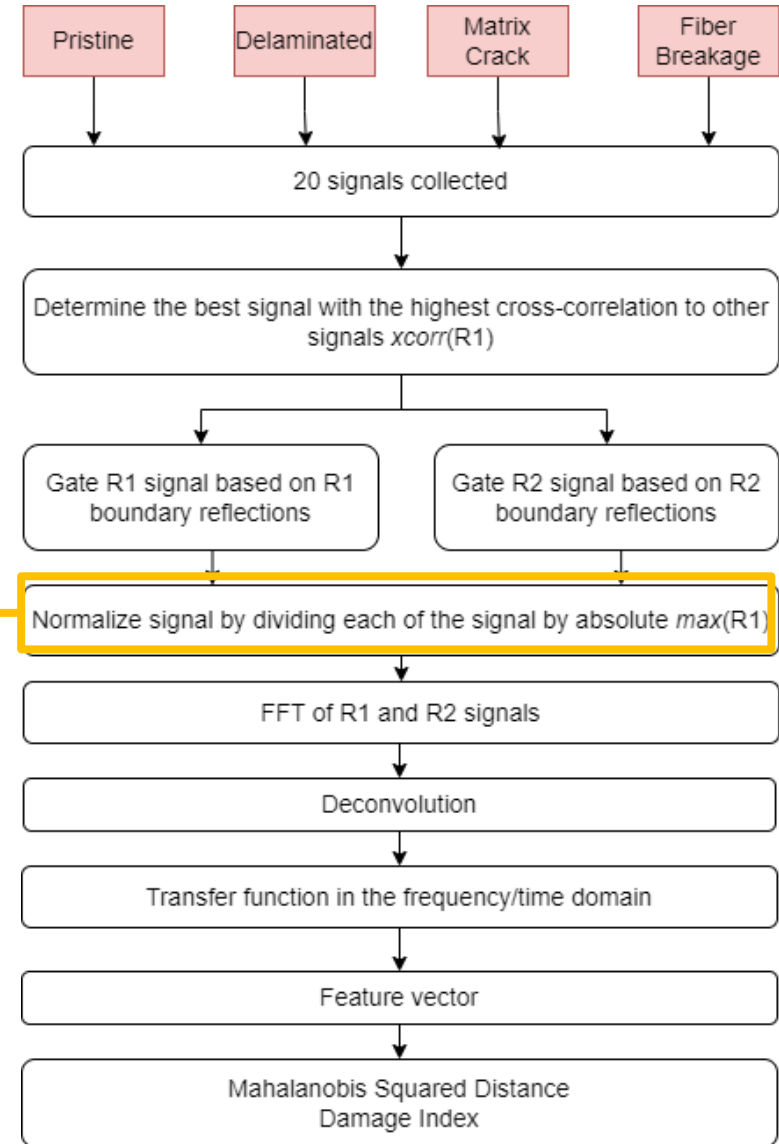 Pristine
Delaminated
Matrix
Crack
Fiber
Breakage
20 signals collected
Determine the best signal with the highest cross-correlation to other
signals xcorr(R1)
Gate R1 signal based on R1
boundary reflections
Gate R2 signal based on R2
boundary reflections
Normalize signal by dividing each of the signal by absolute max(R1)
FFT of R1 and R2 signals
Deconvolution
Transfer function in the frequency/time domain
Feature vector
Mahalanobis Squared Distance
Damage Index